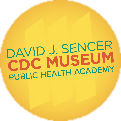 DAVID J. SENCER
CDC MUSEUM
PUBLIC HEALTH ACADEMY